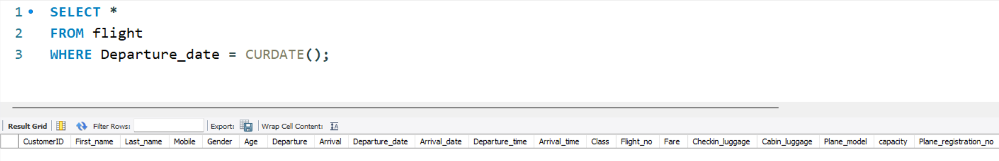 1 SELECT *
2 FROM flight
3 WHERE Departure_date = CURDATE();
Result Grid Filter Rows: Export: Wrap Cell Content: IA
CustomerID First_name Last_name Mobile Gender Age Departure Arrival Departure_date Arrival_date Departure_time Arrival_time Class Flight_no Fare Checkin_luggage Cabin_luggage Plane_model capacity Plane_registration_no